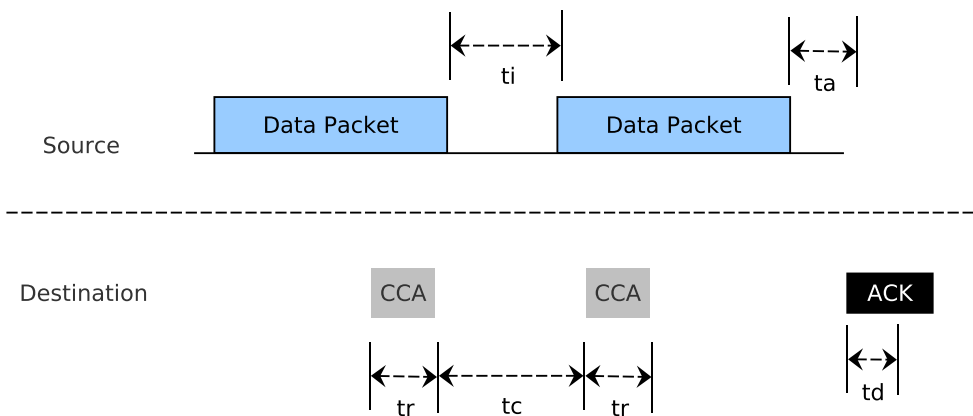 ti
ta
Data Packet
Data Packet
Source
Destination
CCA
CCA
ACK
tr
tc
tr
td